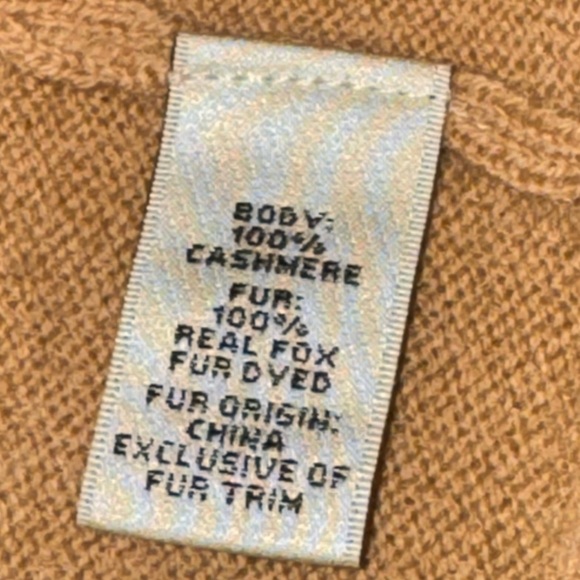 BODY:
100%
CASHMERE
FUR:
100%
REAL FOX
FUR DYED
FUR ORIGIN:
CHINA
EXCLUSIVE OF
FUR TRIM